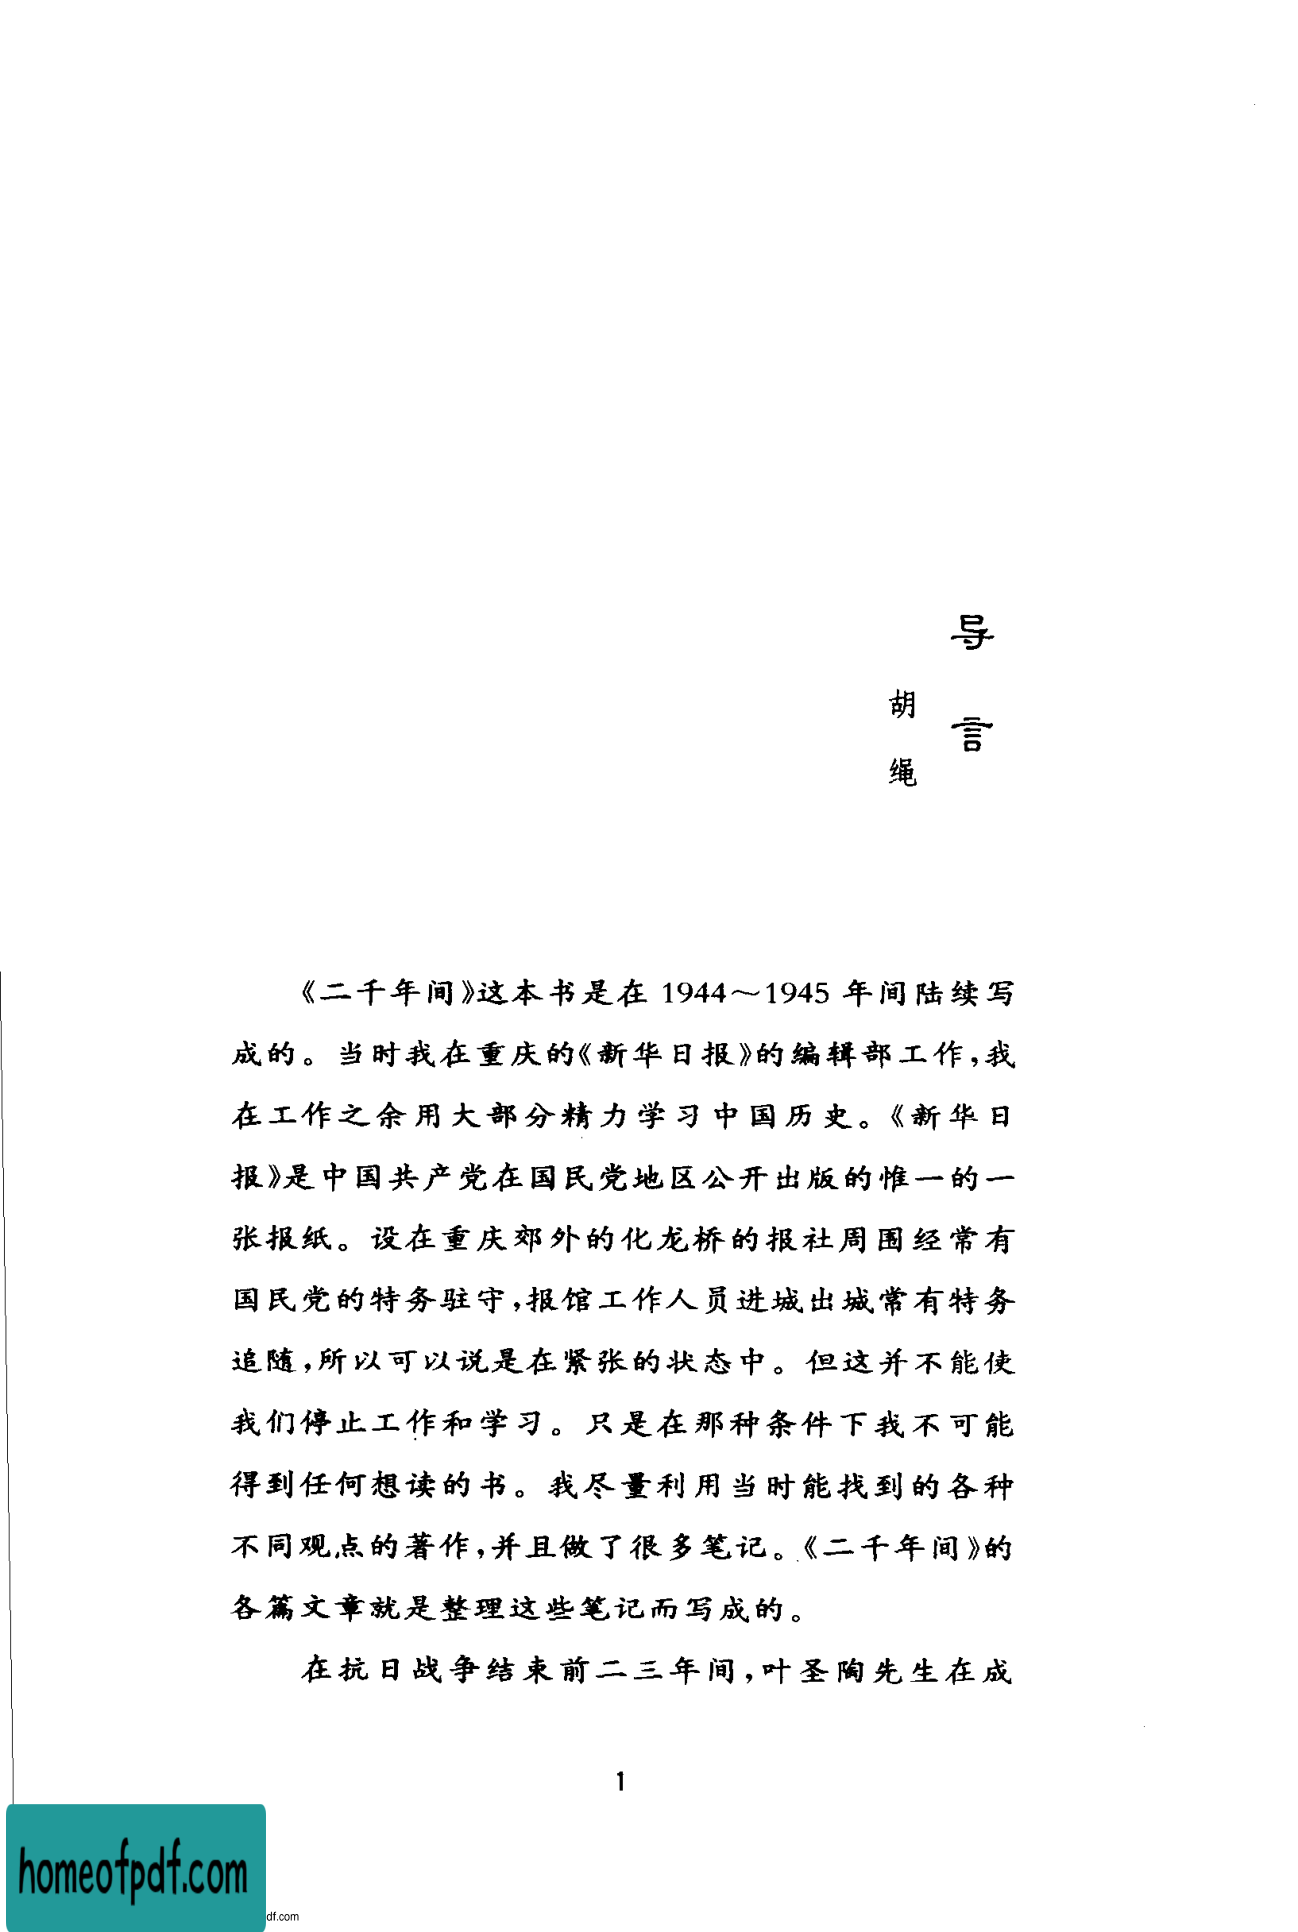 导言
胡绳
《二千年间》这本书是在 1944～1945 年间陆续写
成的。当时我在重庆的《新华日报》的编辑部工作,我
在工作之余用大部分精力学习中国历史。《新华日
报》是中国共产党在国民党地区公开出版的惟一的一
张报纸。设在重庆郊外的化龙桥的报社周围经常有
国民党的特务驻守,报馆工作人员进城出城常有特务
追随,所以可以说是在紧张的状态中。但这并不能使
我们停止工作和学习。只是在那种条件下我不可能
得到任何想读的书。我尽量利用当时能找到的各种
不同观点的著作,并且做了很多笔记。《二千年间》的
各篇文章就是整理这些笔记而写成的。
在抗日战争结束前二三年间,叶圣陶先生在成
1
homeofpdf.com
df.com